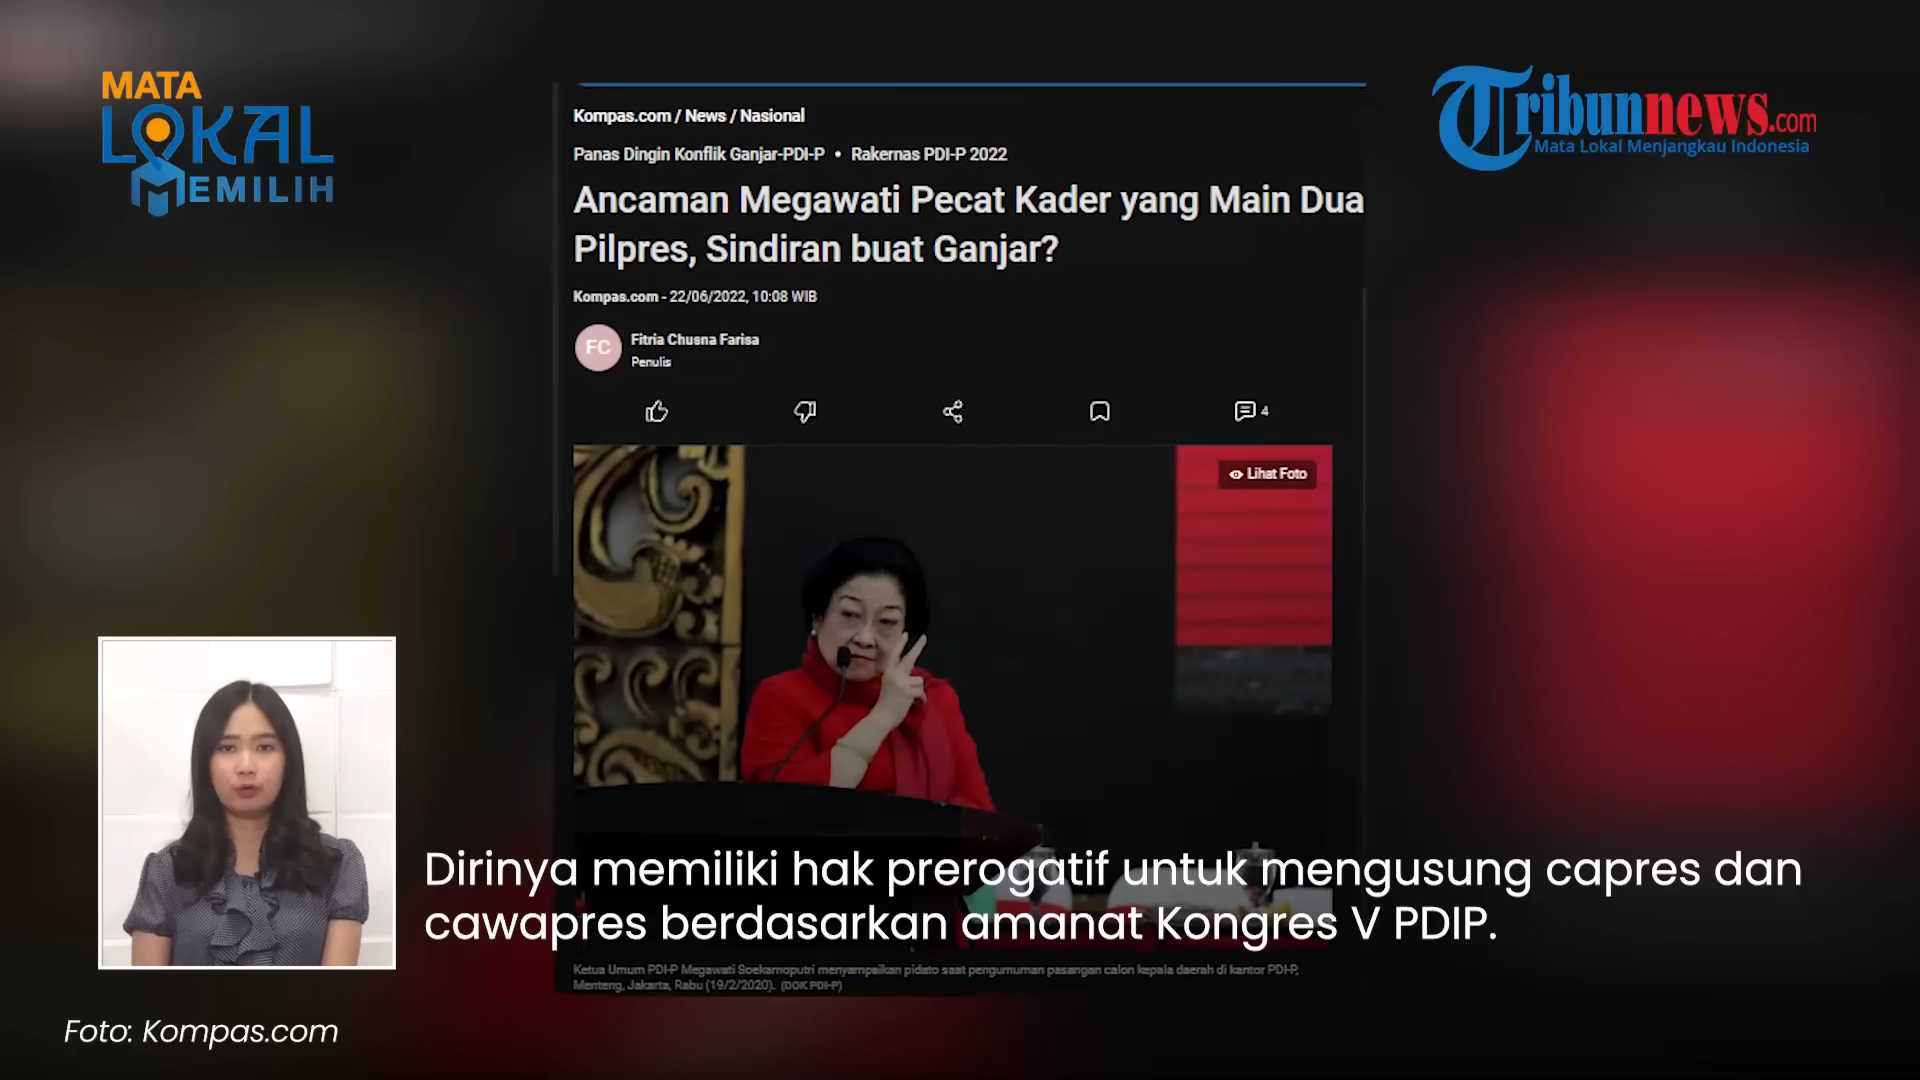 MATA
LOKAL
MEMILIH
Tribunnews.com
Mata Lokal Menjangkau Indonesia
Kompas.com / News / Nasional
Panas Dingin Konflik Ganjar-PDI-P • Rakernas PDI-P 2022
Ancaman Megawati Pecat Kader yang Main Dua
Pilpres, Sindiran buat Ganjar?
Kompas.com - 22/06/2022, 10:08 WIB
FC
Fitria Chusna Farisa
Penulis
4
Lihat Foto
Dirinya memiliki hak prerogatif untuk mengusung capres dan
cawapres berdasarkan amanat Kongres V PDIP.
Ketua Umum PDI-P Megawati Soekarnoputri menyampaikan pidato saat pengumuman pasangan calon kepala daerah di kantor PDI-P,
Menteng, Jakarta, Rabu (19/2/2020). (DOK PDI-P)
Foto: Kompas.com